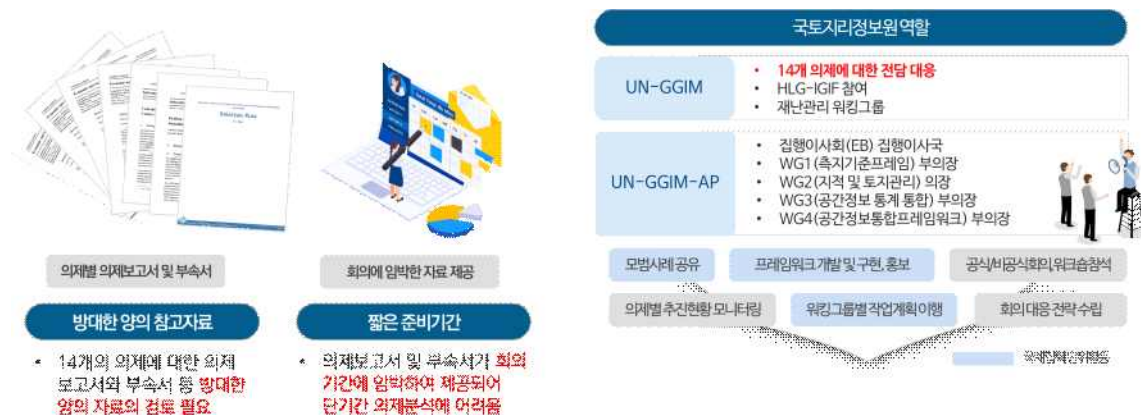 의제별 의제보고서 및 부속서
방대한 양의 참고자료
• 14개의 의제에 대한 의제
보고서와 부속서 등 방대한
양의 자료의 검토 필요
회의에 임박한 자료 제공
짧은 준비기간
• 의제보고서 및 부속서가 회의
기간에 임박하여 제공되어
단기간 의제분석에 어려움
국토지리정보원 역할
UN-GGIM
• 14개 의제에 대한 전담 대응
• HLG-IGIF 참여
• 재난관리 워킹그룹
UN-GGIM-AP
• 집행이사회(EB) 집행이사국
• WG1(측지기준프레임) 부의장
• WG2(지적 및 토지관리) 의장
• WG3(공간정보 통계 통합) 부의장
• WG4(공간정보통합프레임워크) 부의장
모범사례 공유
프레임워크 개발 및 구현, 홍보
공식/비공식회의, 워크숍참석
의제별 추진현황 모니터링
워킹그룹별 작업계획 이행
회의 대응 전략 수립